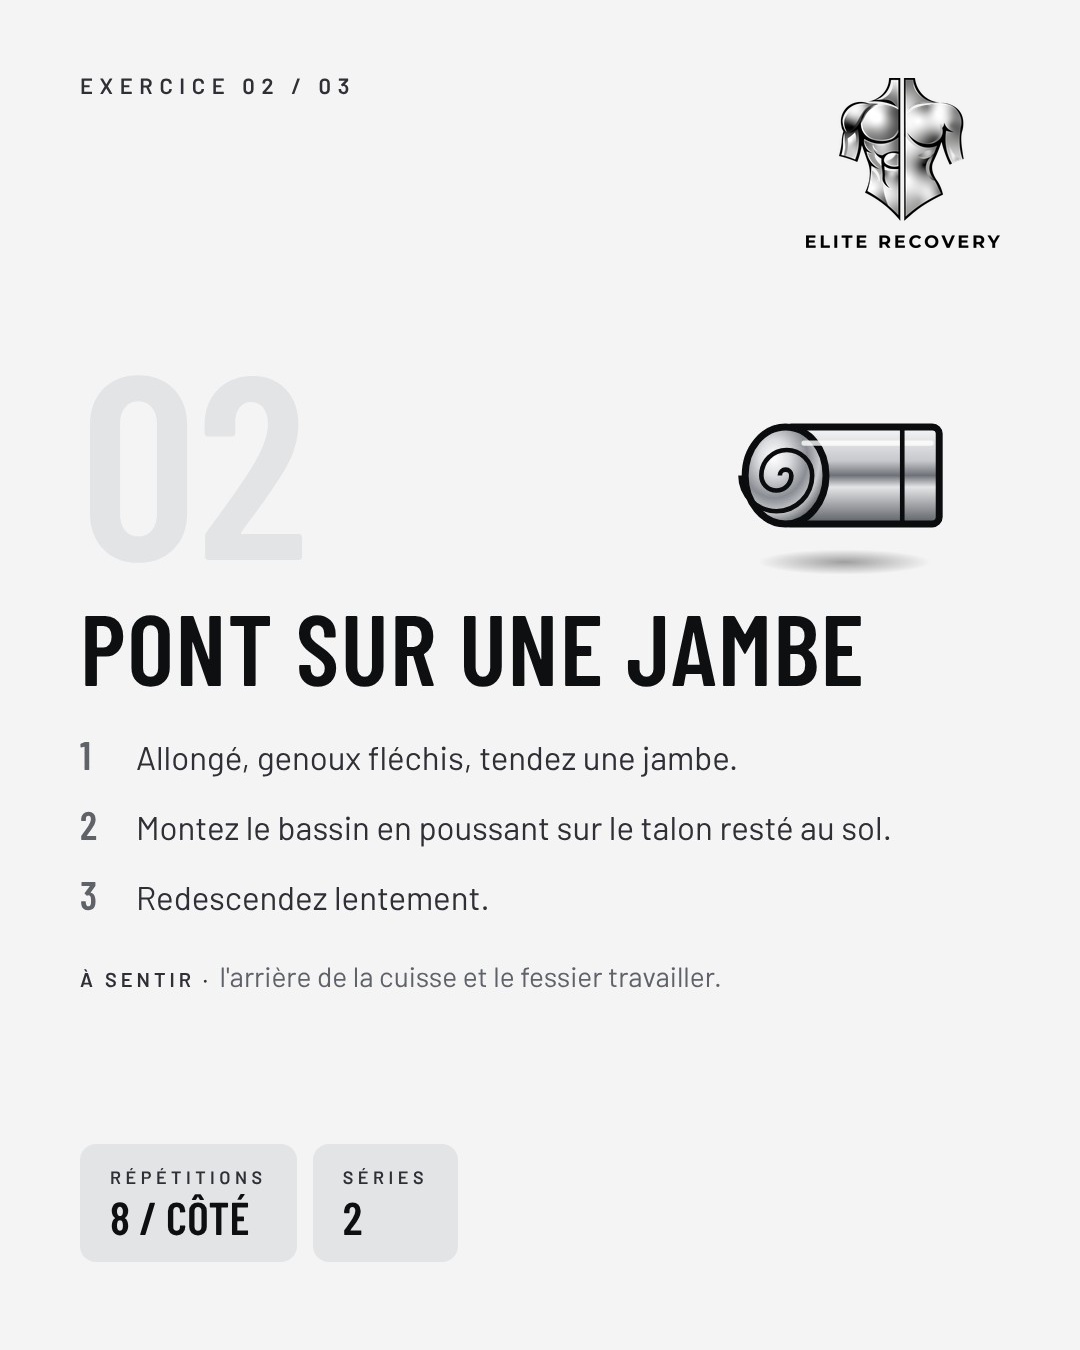 EXERCICE 02 / 03
ELITE RECOVERY
02
PONT SUR UNE JAMBE
1 Allongé, genoux fléchis, tendez une jambe.
2 Montez le bassin en poussant sur le talon resté au sol.
3 Redescendez lentement.
À SENTIR · l'arrière de la cuisse et le fessier travailler.
RÉPÉTITIONS
8 / CÔTÉ
SÉRIES
2